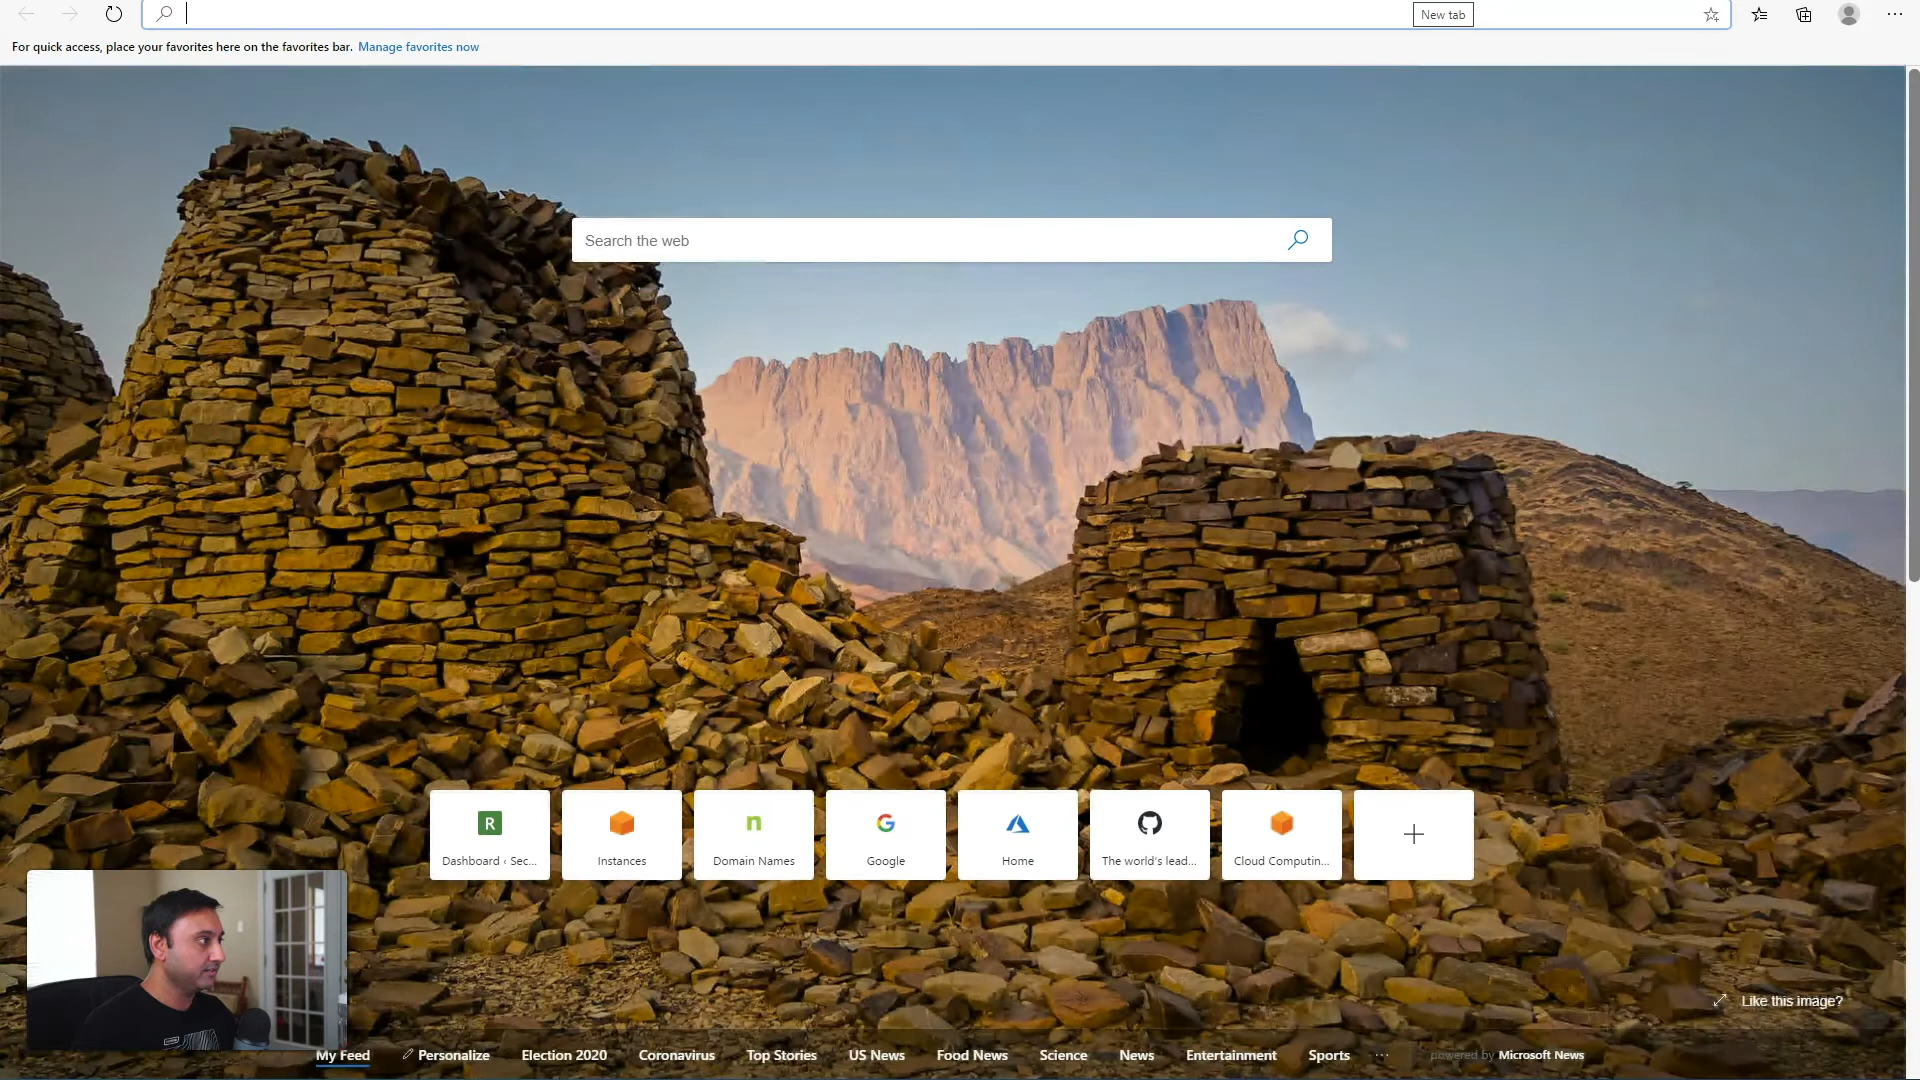 New tab
For quick access, place your favorites here on the favorites bar. Manage favorites now
Search the web
R
n
G
Dashboard ‹ Sec...
Instances
Domain Names
Google
Home
The world's lead...
Cloud Computin...
Like this image?
My Feed
Personalize
Election 2020
Coronavirus
Top Stories
US News
Food News
Science
News
Entertainment
Sports
...
powered by Microsoft News